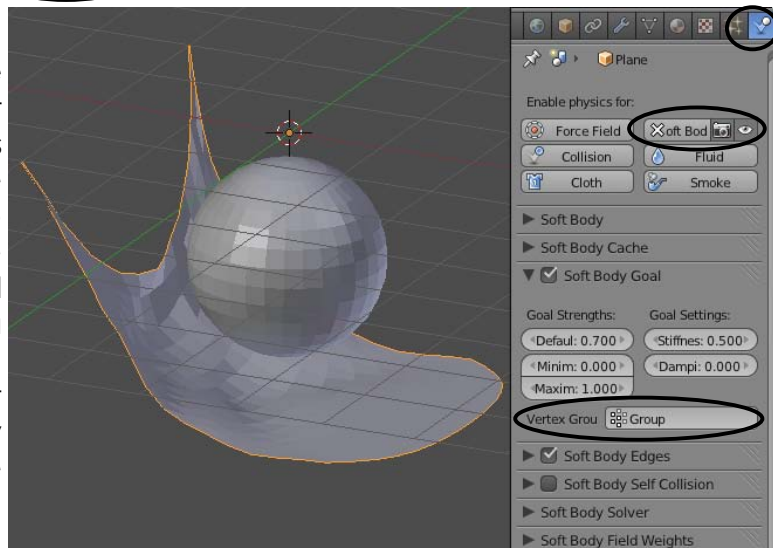 Plane
Enable physics for:
Force Field oft Bod
Collision Fluid
Cloth Smoke
Soft Body
Soft Body Cache
Soft Body Goal
Goal Strengths: Goal Settings:
Defaul: 0.700 Stiffnes: 0.500
Minim: 0.000 Dampi: 0.000
Maxim: 1.000
Vertex Grou Group
Soft Body Edges
Soft Body Self Collision
Soft Body Solver
Soft Body Field Weights